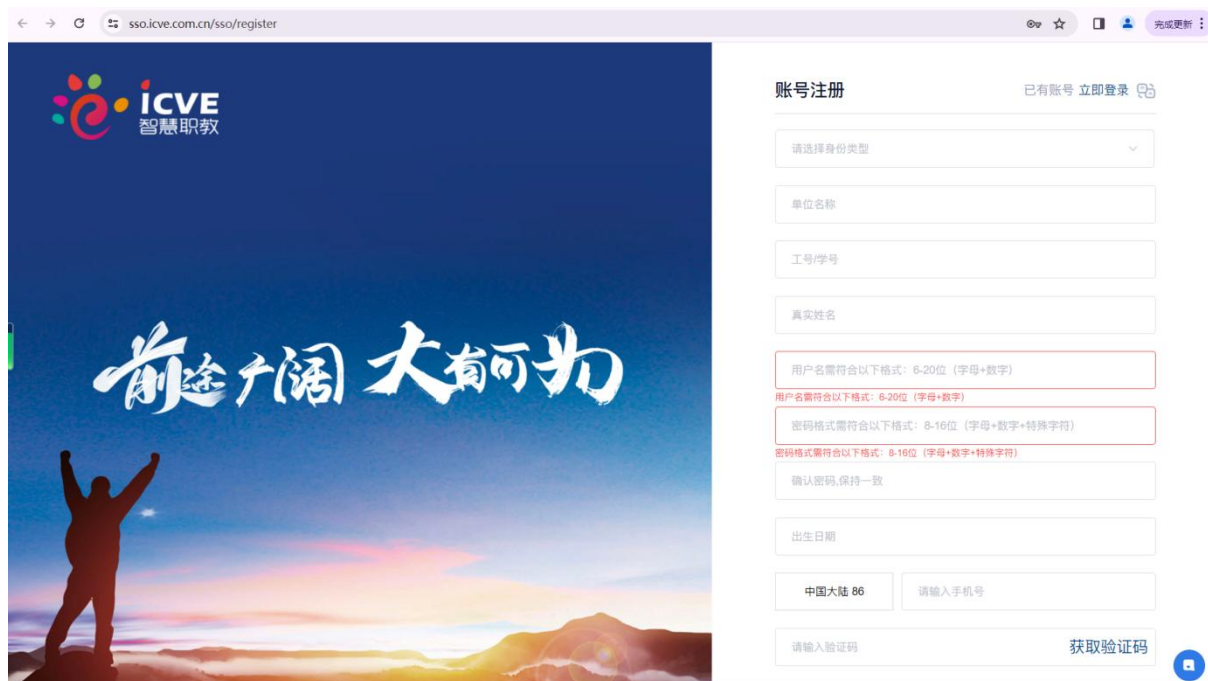 sso.icve.com.cn/sso/register
完成更新
icve
智慧职教
前途广阔 大有可为
账号注册
已有账号 立即登录
请选择身份类型
单位名称
工号/学号
真实姓名
用户名需符合以下格式：6-20位（字母+数字）
用户名需符合以下格式：6-20位（字母+数字）
密码格式需符合以下格式：8-16位（字母+数字+特殊字符）
密码格式需符合以下格式：8-16位（字母+数字+特殊字符）
确认密码,保持一致
出生日期
中国大陆 86
请输入手机号
请输入验证码
获取验证码